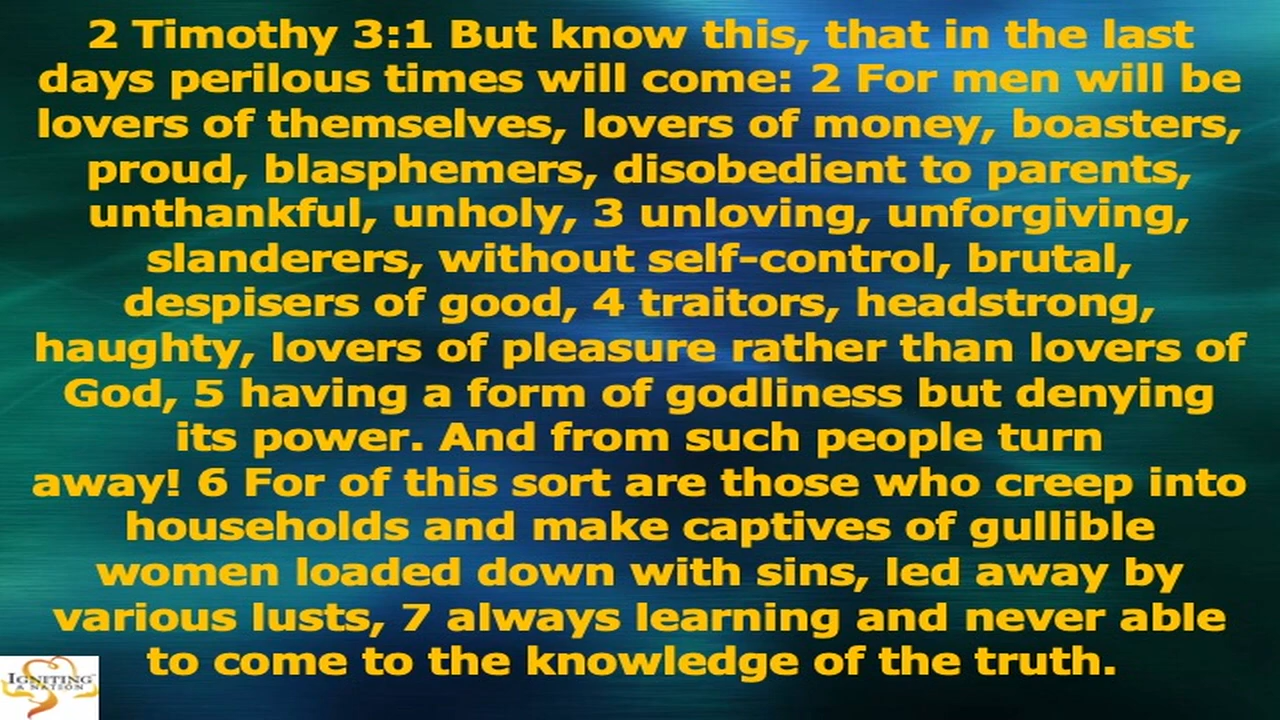 2 Timothy 3:1 But know this, that in the last
days perilous times will come: 2 For men will be
lovers of themselves, lovers of money, boasters,
proud, blasphemers, disobedient to parents,
unthankful, unholy, 3 unloving, unforgiving,
slanderers, without self-control, brutal,
despisers of good, 4 traitors, headstrong,
haughty, lovers of pleasure rather than lovers of
God, 5 having a form of godliness but denying
its power. And from such people turn
away! 6 For of this sort are those who creep into
households and make captives of gullible
women loaded down with sins, led away by
various lusts, 7 always learning and never able
to come to the knowledge of the truth.
IGNITING
A NATION